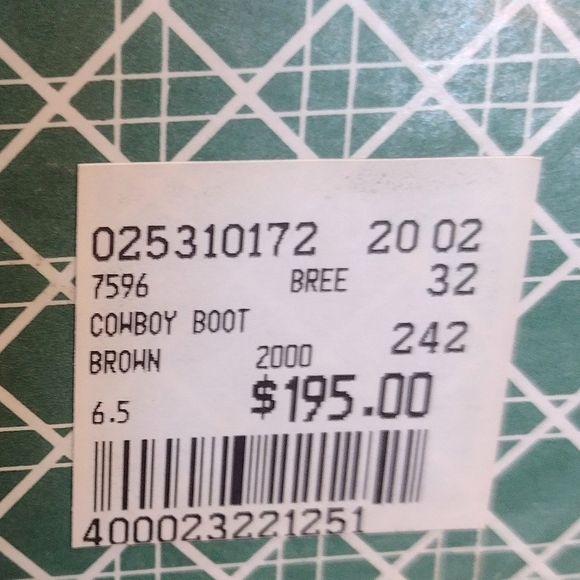 025310172 20 02
7596 BREE 32
COWBOY BOOT
BROWN 2000 242
6.5 $195.00
400023221251